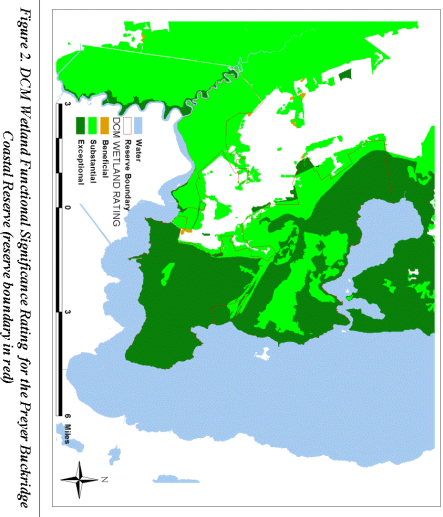 Water
Reserve Boundary
DCM WETLAND RATING
Beneficial
Substantial
Exceptional
3 0 3 6 Miles
N
Figure 2. DCM Wetland Functional Significance Rating for the Preyer Buckridge
Coastal Reserve (reserve boundary in red)